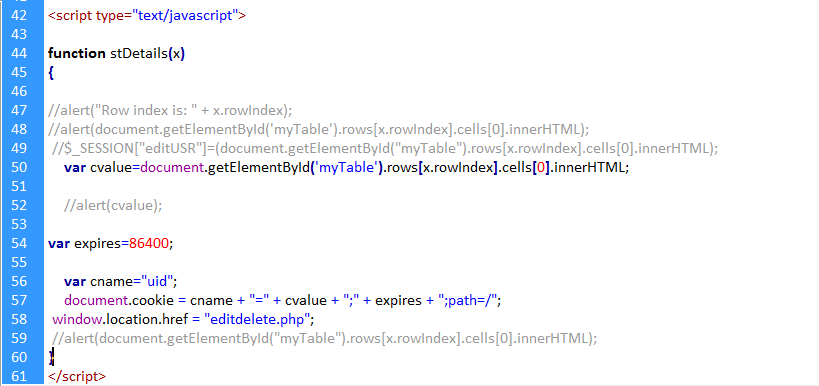 42 <script type="text/javascript">
43
44 function stDetails(x)
45 {
46
47 //alert("Row index is: " + x.rowIndex);
48 //alert(document.getElementById('myTable').rows[x.rowIndex].cells[0].innerHTML);
49 //$_SESSION["editUSR"]=(document.getElementById("myTable").rows[x.rowIndex].cells[0].innerHTML);
50 var cvalue=document.getElementById('myTable').rows[x.rowIndex].cells[0].innerHTML;
51
52 //alert(cvalue);
53
54 var expires=86400;
55
56 var cname="uid";
57 document.cookie = cname + "=" + cvalue + ";" + expires + ";path=/";
58 window.location.href = "editdelete.php";
59 //alert(document.getElementById("myTable").rows[x.rowIndex].cells[0].innerHTML);
60 }
61 </script>